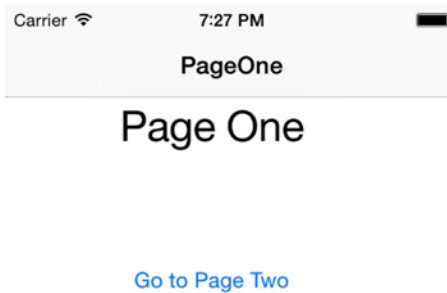 Carrier 7:27 PM
PageOne
Page One
Go to Page Two